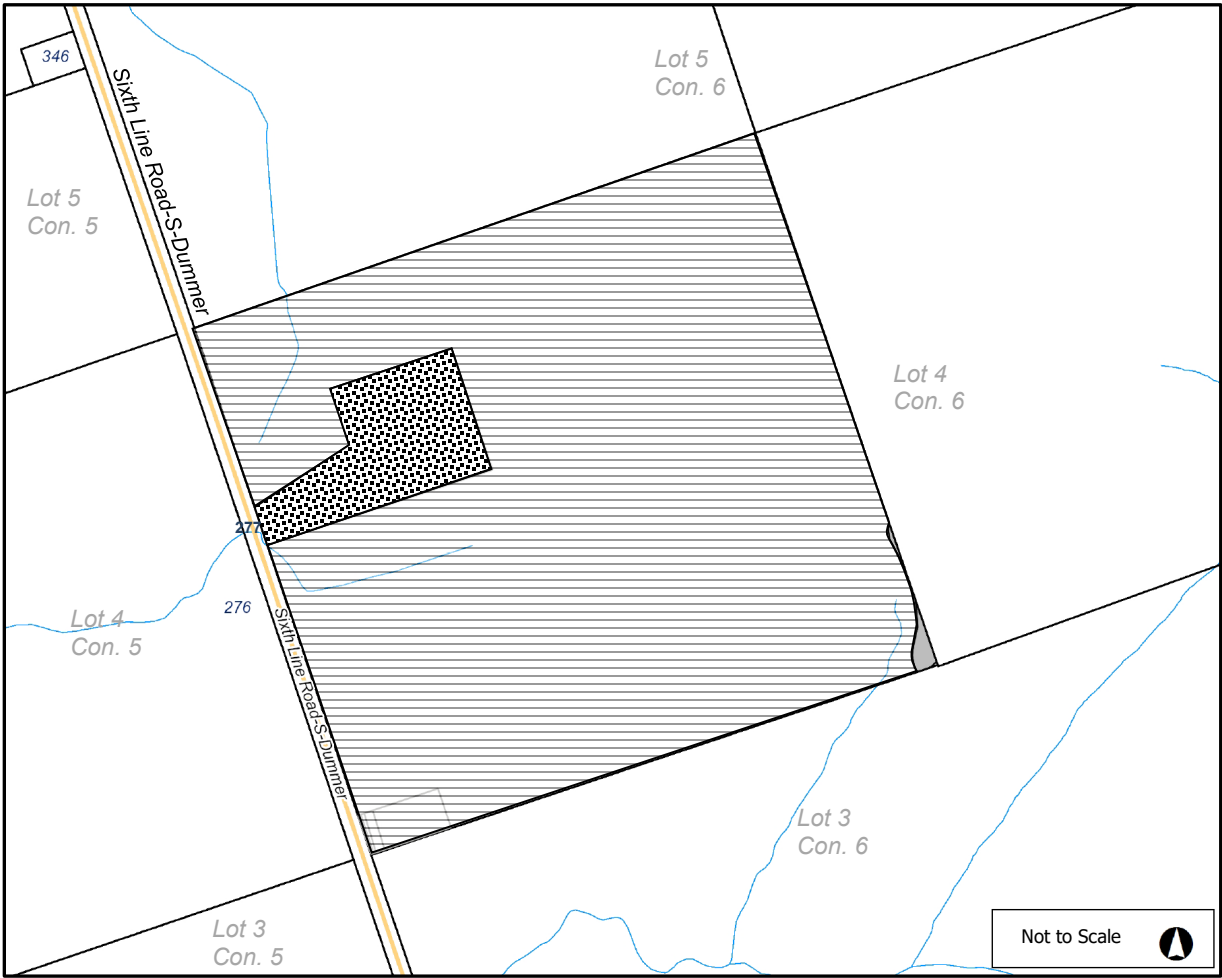 346
Sixth Line Road-S-Dummer
Lot 5
Con. 6
Lot 5
Con. 5
Lot 4
Con. 6
277
276
Lot 4
Con. 5
Sixth Line Road-S-Dummer
Lot 3
Con. 6
Lot 3
Con. 5
Not to Scale